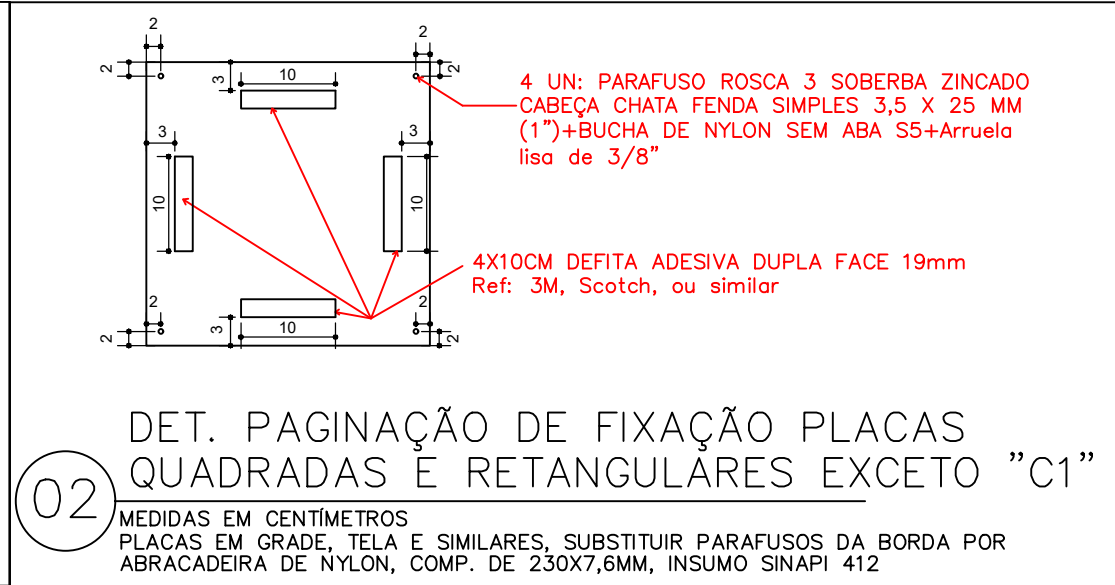 2
2
2
2
3
10
4 UN: PARAFUSO ROSCA 3 SOBERBA ZINCADO
CABEÇA CHATA FENDA SIMPLES 3,5 X 25 MM
(1")+BUCHA DE NYLON SEM ABA S5+Arruela
lisa de 3/8"
3
3
10
10
4X10CM DEFITA ADESIVA DUPLA FACE 19mm
Ref: 3M, Scotch, ou similar
2
2
2
2
3
10
DET. PAGINAÇÃO DE FIXAÇÃO PLACAS
QUADRADAS E RETANGULARES EXCETO "C1"
02
MEDIDAS EM CENTÍMETROS
PLACAS EM GRADE, TELA E SIMILARES, SUBSTITUIR PARAFUSOS DA BORDA POR
ABRACADEIRA DE NYLON, COMP. DE 230X7,6MM, INSUMO SINAPI 412